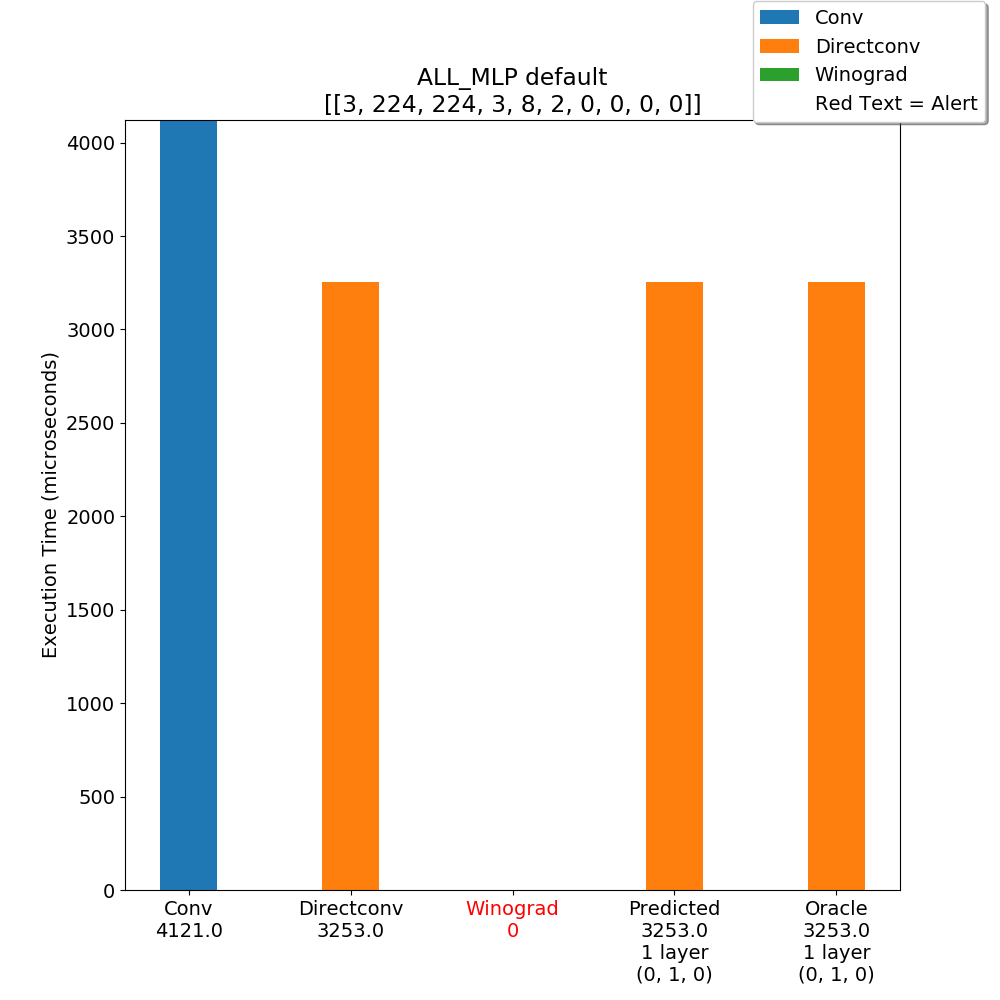 Conv
Directconv
Winograd
Red Text = Alert
ALL_MLP default
[[3, 224, 224, 3, 8, 2, 0, 0, 0, 0]]
Execution Time (microseconds)
4000
3500
3000
2500
2000
1500
1000
500
0
Conv
4121.0
Directconv
3253.0
Winograd
0
Predicted
3253.0
1 layer
(0, 1, 0)
Oracle
3253.0
1 layer
(0, 1, 0)